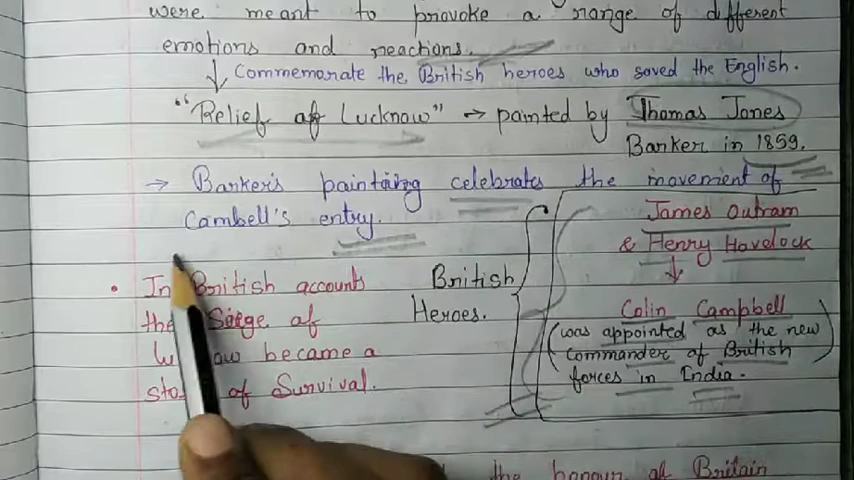 were meant to provoke a range of different
emotions and reactions.
↓ Commemorate the British heroes who saved the English.
"Relief of Lucknow" → painted by Thomas Jones
Barker in 1859.
→ Barker's painting celebrates the movement of
Cambell's entry.
James Outram
& Henry Havelock
↓
• In British accounts
the Siege of
became a
of Survival.
British
Heroes.
Colin Campbell
(was appointed as the new
commander of British
forces in India.)
the honour of Britain